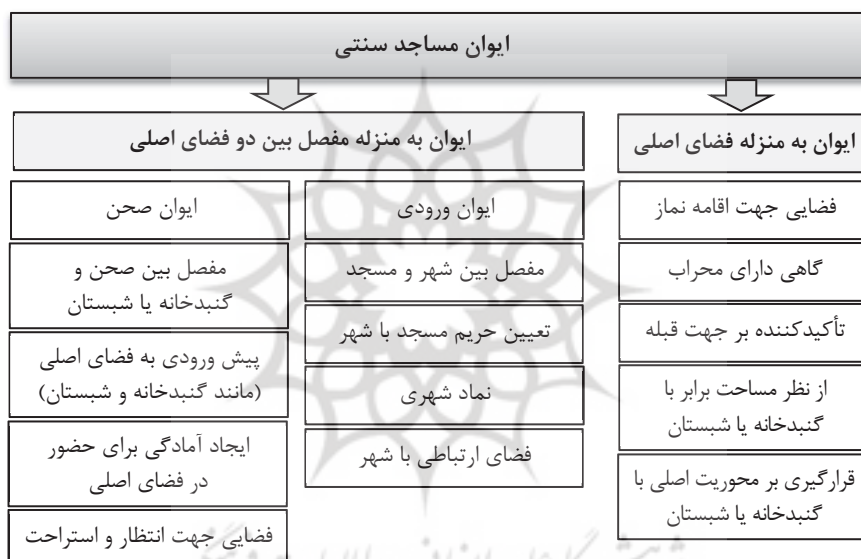 ایوان مساجد سنتی
ایوان به منزله فضای اصلی
فضایی جهت اقامه نماز
گاهی دارای محراب
تأکیدکننده بر جهت قبله
از نظر مساحت برابر با
گنبدخانه یا شبستان
قرارگیری بر محوریت اصلی با
گنبدخانه یا شبستان
ایوان به منزله مفصل بین دو فضای اصلی
ایوان ورودی
مفصل بین شهر و مسجد
تعیین حریم مسجد با شهر
نماد شهری
فضای ارتباطی با شهر
ایوان صحن
مفصل بین صحن و
گنبدخانه یا شبستان
پیش ورودی به فضای اصلی
(مانند گنبدخانه و شبستان)
ایجاد آمادگی برای حضور
در فضای اصلی
فضایی جهت انتظار و استراحت